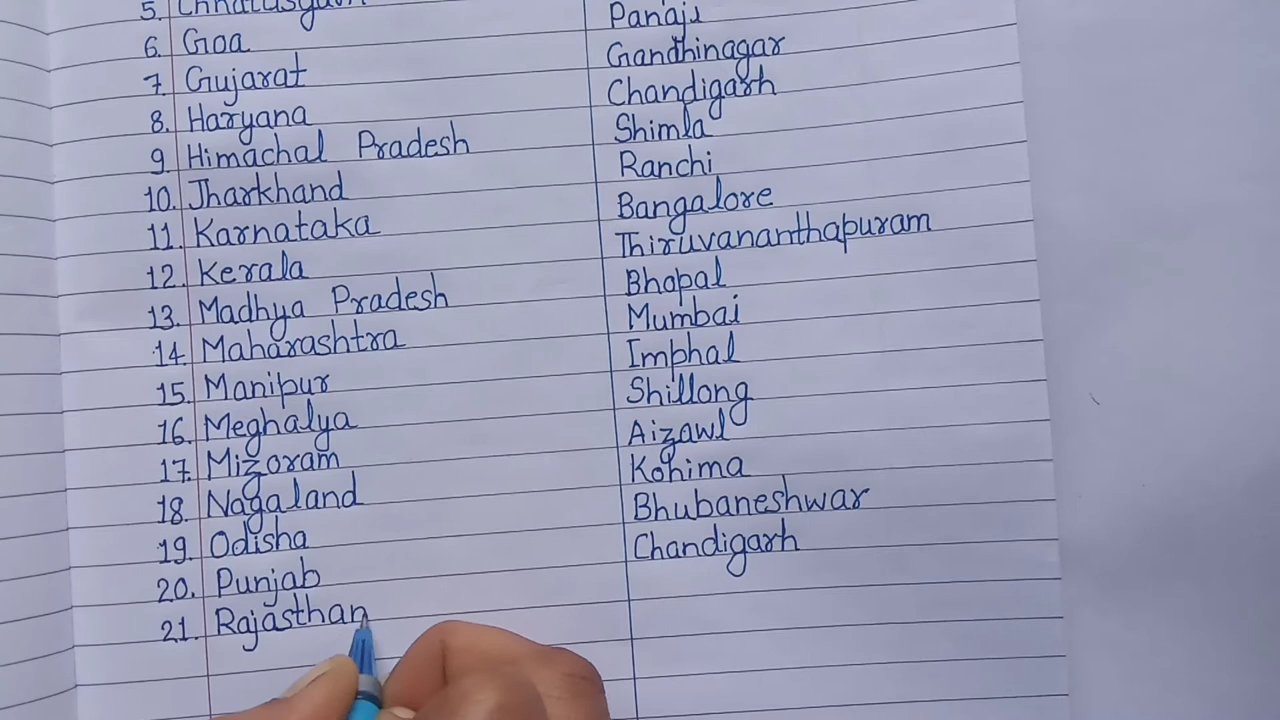 5. Chhattisgarh
6. Goa Panaji
7. Gujarat Gandhinagar
8. Haryana Chandigarh
9. Himachal Pradesh Shimla
10. Jharkhand Ranchi
11. Karnataka Bangalore
12. Kerala Thiruvananthapuram
13. Madhya Pradesh Bhopal
14. Maharashtra Mumbai
15. Manipur Imphal
16. Meghalya Shillong
17. Mizoram Aizawl
18. Nagaland Kohima
19. Odisha Bhubaneshwar
20. Punjab Chandigarh
21. Rajasthan